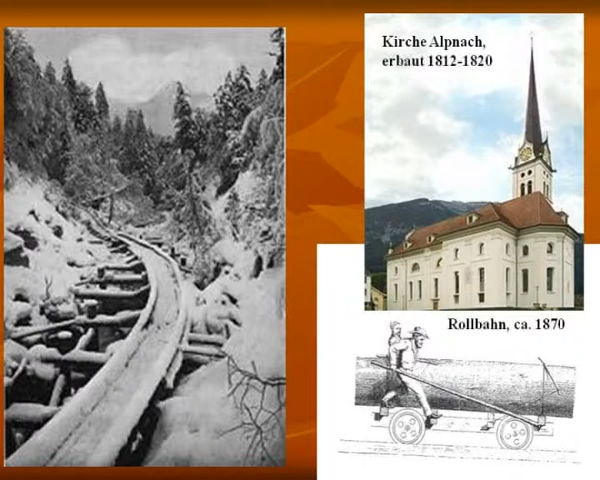 Kirche Alpnach,
erbaut 1812-1820
Rollbahn, ca. 1870